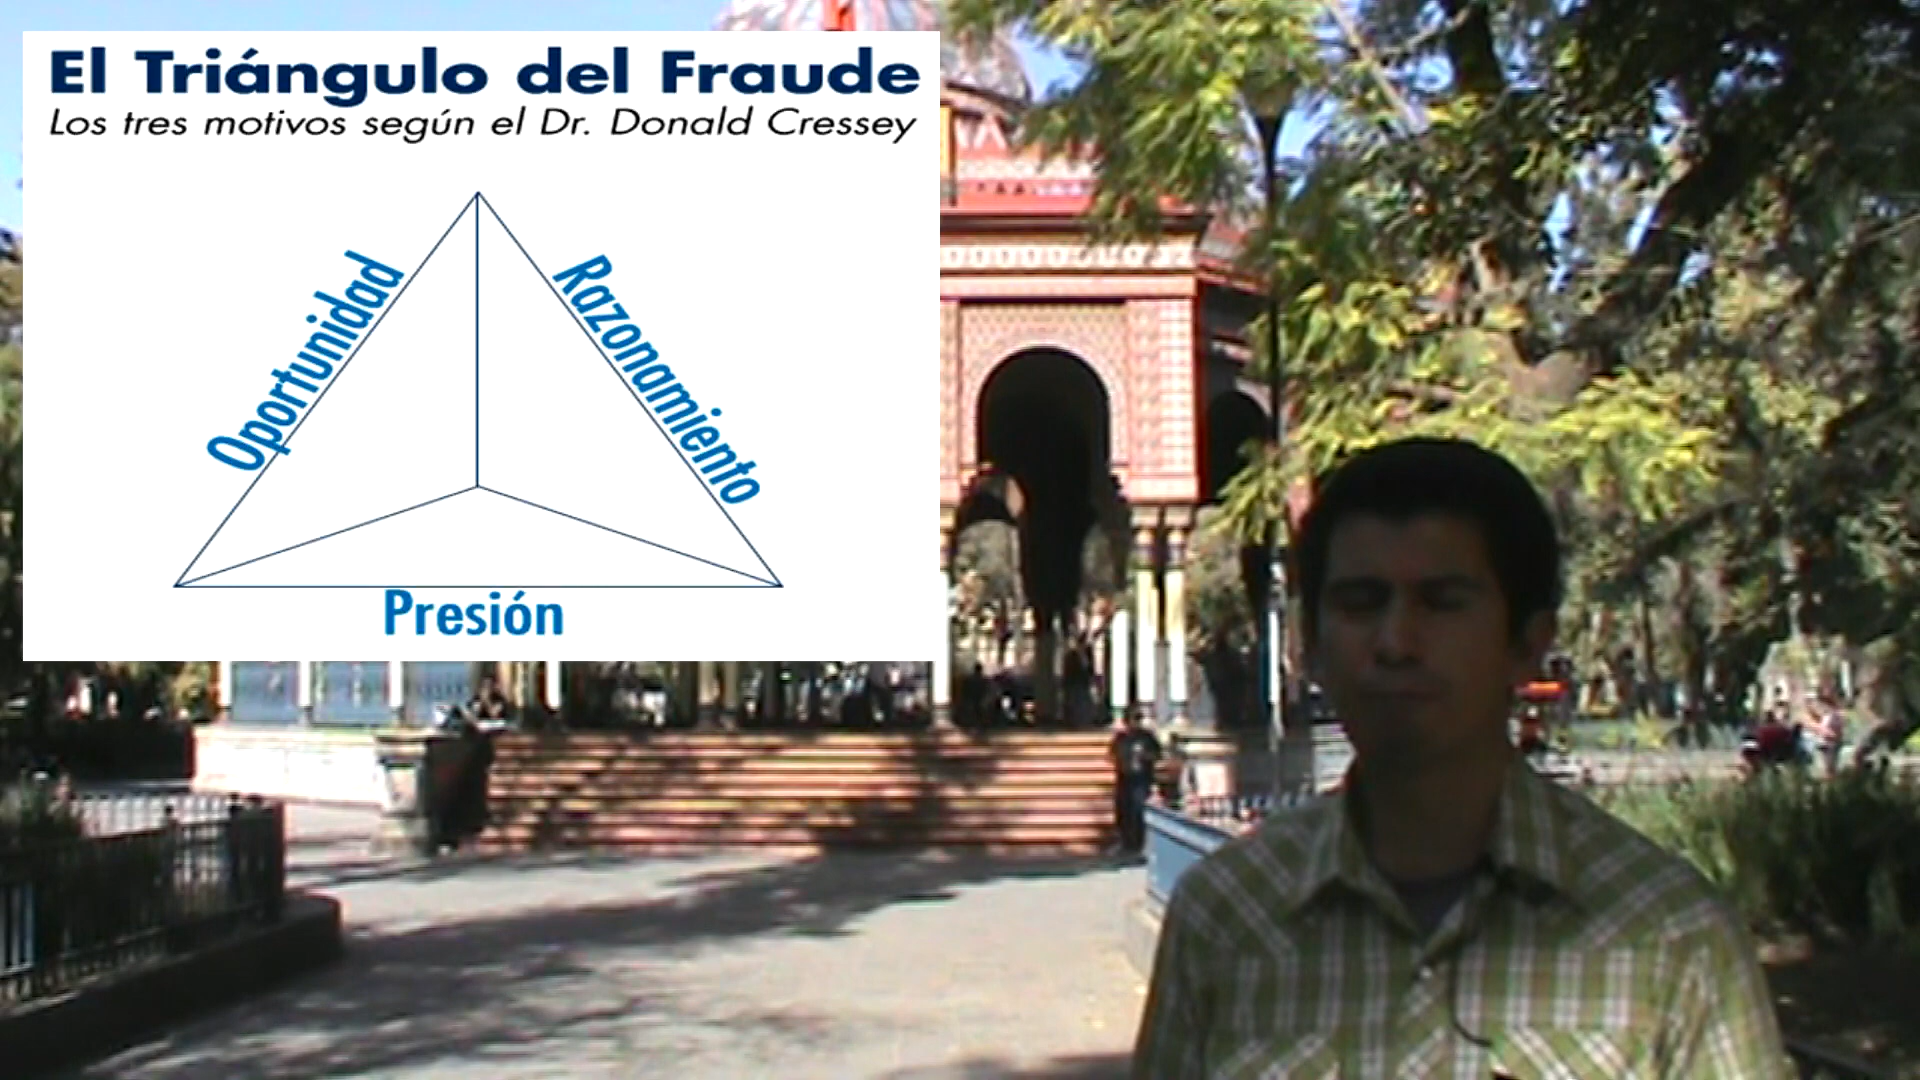 El Triángulo del Fraude
Los tres motivos según el Dr. Donald Cressey
Oportunidad
Razonamiento
Presión